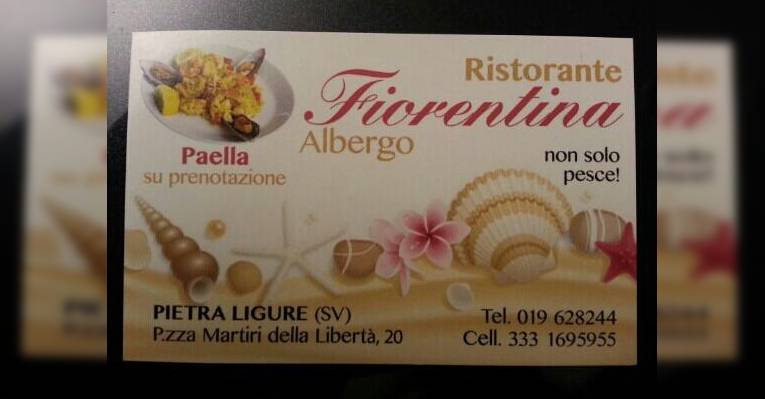 Ristorante
Fiorentina
Albergo
Paella
su prenotazione
non solo
pesce!
PIETRA LIGURE (SV)
P.zza Martiri della Libertà, 20
Tel. 019 628244
Cell. 333 1695955